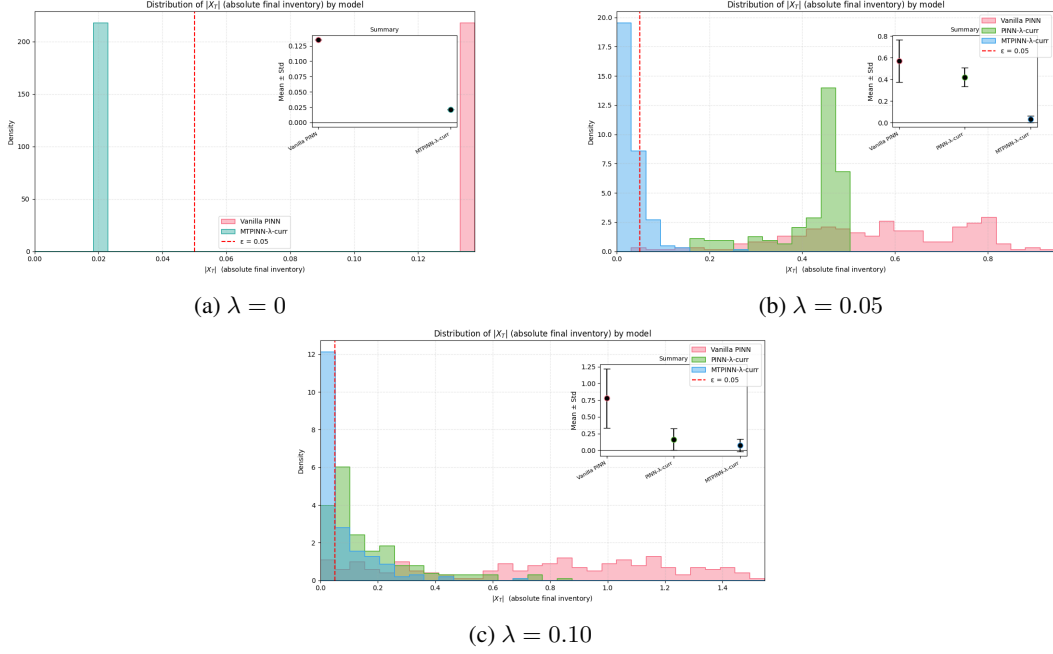 Distribution of |X_T| (absolute final inventory) by model
Density
200
150
100
50
0
0.00 0.02 0.04 0.06 0.08 0.10 0.12
|X_T| (absolute final inventory)
Vanilla PINN
MTPINN-λ-curr
ε = 0.05
Summary
Mean ± Std
0.125
0.100
0.075
0.050
0.025
0.000
Vanilla PINN
MTPINN-λ-curr
(a) λ = 0
Distribution of |X_T| (absolute final inventory) by model
Density
20.0
17.5
15.0
12.5
10.0
7.5
5.0
2.5
0.0
0.0 0.2 0.4 0.6 0.8
|X_T| (absolute final inventory)
Vanilla PINN
PINN-λ-curr
MTPINN-λ-curr
ε = 0.05
Summary
Mean ± Std
0.8
0.6
0.4
0.2
0.0
Vanilla PINN
PINN-λ-curr
MTPINN-λ-curr
(b) λ = 0.05
Distribution of |X_T| (absolute final inventory) by model
Density
12
10
8
6
4
2
0
0.0 0.2 0.4 0.6 0.8 1.0 1.2 1.4
|X_T| (absolute final inventory)
Vanilla PINN
PINN-λ-curr
MTPINN-λ-curr
ε = 0.05
Summary
Mean ± Std
1.25
1.00
0.75
0.50
0.25
0.00
Vanilla PINN
PINN-λ-curr
MTPINN-λ-curr
(c) λ = 0.10